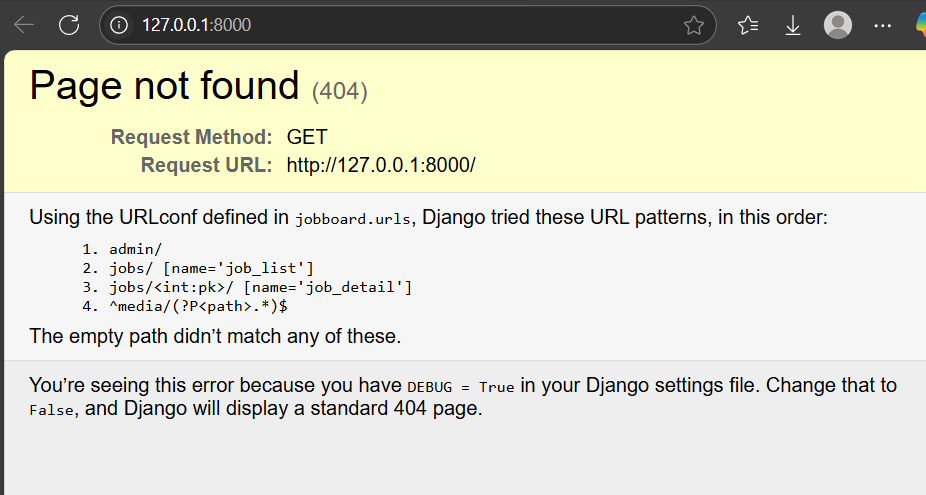 127.0.0.1:8000
Page not found (404)
Request Method: GET
Request URL: http://127.0.0.1:8000/
Using the URLconf defined in jobboard.urls, Django tried these URL patterns, in this order:
1. admin/
2. jobs/ [name='job_list']
3. jobs/<int:pk>/ [name='job_detail']
4. ^media/(?P<path>.*)$
The empty path didn’t match any of these.
You’re seeing this error because you have DEBUG = True in your Django settings file. Change that to
False, and Django will display a standard 404 page.